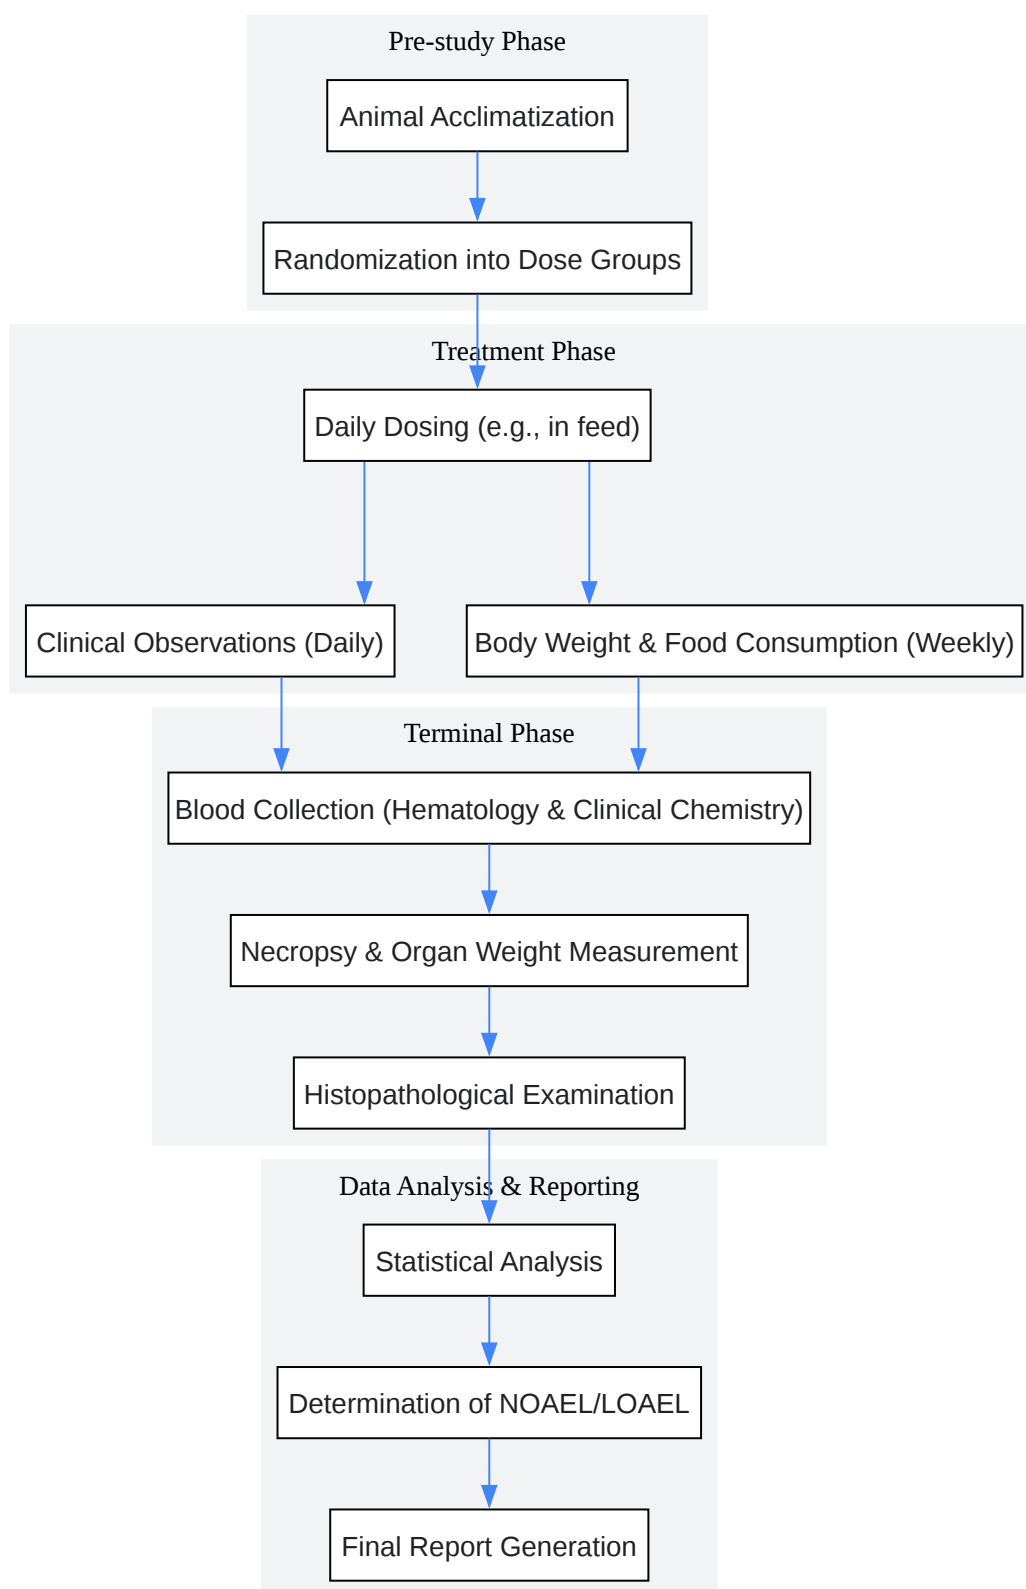 Pre-study Phase
Animal Acclimatization
Randomization into Dose Groups
Treatment Phase
Daily Dosing (e.g., in feed)
Clinical Observations (Daily)
Body Weight & Food Consumption (Weekly)
Terminal Phase
Blood Collection (Hematology & Clinical Chemistry)
Necropsy & Organ Weight Measurement
Histopathological Examination
Data Analysis & Reporting
Statistical Analysis
Determination of NOAEL/LOAEL
Final Report Generation